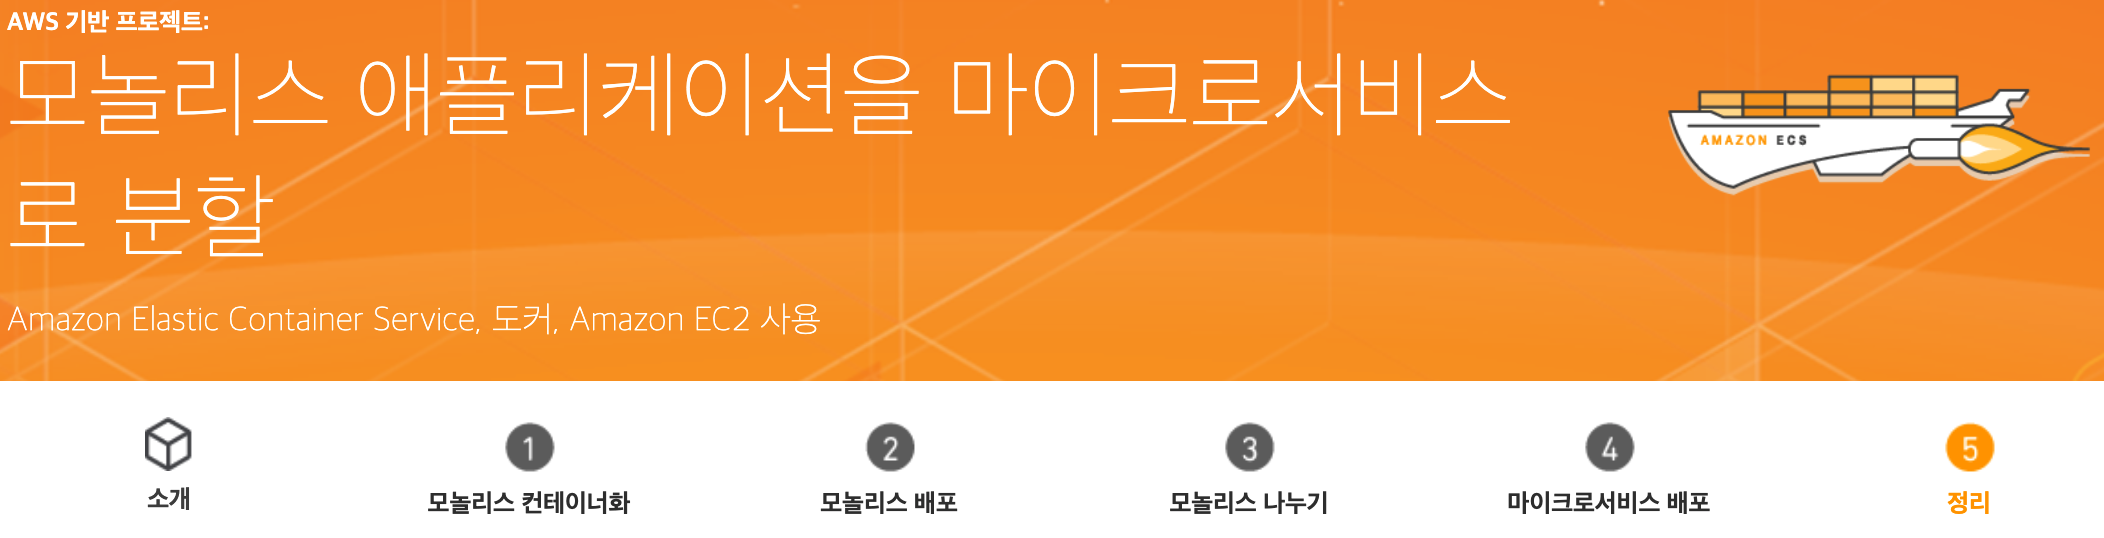 AWS 기반 프로젝트:
모놀리스 애플리케이션을 마이크로서비스
로 분할
AMAZON ECS
Amazon Elastic Container Service, 도커, Amazon EC2 사용
소개
1
모놀리스 컨테이너화
2
모놀리스 배포
3
모놀리스 나누기
4
마이크로서비스 배포
5
정리